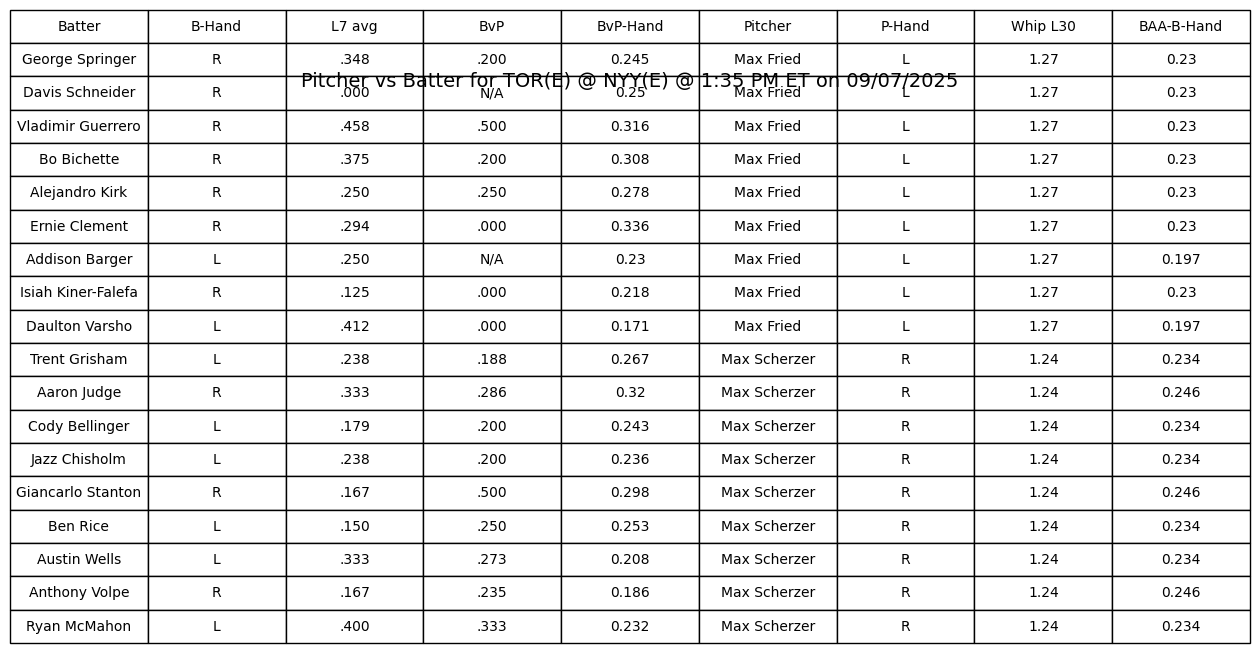 Batter B-Hand L7 avg BvP BvP-Hand Pitcher P-Hand Whip L30 BAA-B-Hand
George Springer R .348 .200 0.245 Max Fried L 1.27 0.23
Pitcher vs Batter for TOR(E) @ NYY(E) @ 1:35 PM ET on 09/07/2025
Davis Schneider R .000 N/A 0.25 Max Fried L 1.27 0.23
Vladimir Guerrero R .458 .500 0.316 Max Fried L 1.27 0.23
Bo Bichette R .375 .200 0.308 Max Fried L 1.27 0.23
Alejandro Kirk R .250 .250 0.278 Max Fried L 1.27 0.23
Ernie Clement R .294 .000 0.336 Max Fried L 1.27 0.23
Addison Barger L .250 N/A 0.23 Max Fried L 1.27 0.197
Isiah Kiner-Falefa R .125 .000 0.218 Max Fried L 1.27 0.23
Daulton Varsho L .412 .000 0.171 Max Fried L 1.27 0.197
Trent Grisham L .238 .188 0.267 Max Scherzer R 1.24 0.234
Aaron Judge R .333 .286 0.32 Max Scherzer R 1.24 0.246
Cody Bellinger L .179 .200 0.243 Max Scherzer R 1.24 0.234
Jazz Chisholm L .238 .200 0.236 Max Scherzer R 1.24 0.234
Giancarlo Stanton R .167 .500 0.298 Max Scherzer R 1.24 0.246
Ben Rice L .150 .250 0.253 Max Scherzer R 1.24 0.234
Austin Wells L .333 .273 0.208 Max Scherzer R 1.24 0.234
Anthony Volpe R .167 .235 0.186 Max Scherzer R 1.24 0.246
Ryan McMahon L .400 .333 0.232 Max Scherzer R 1.24 0.234